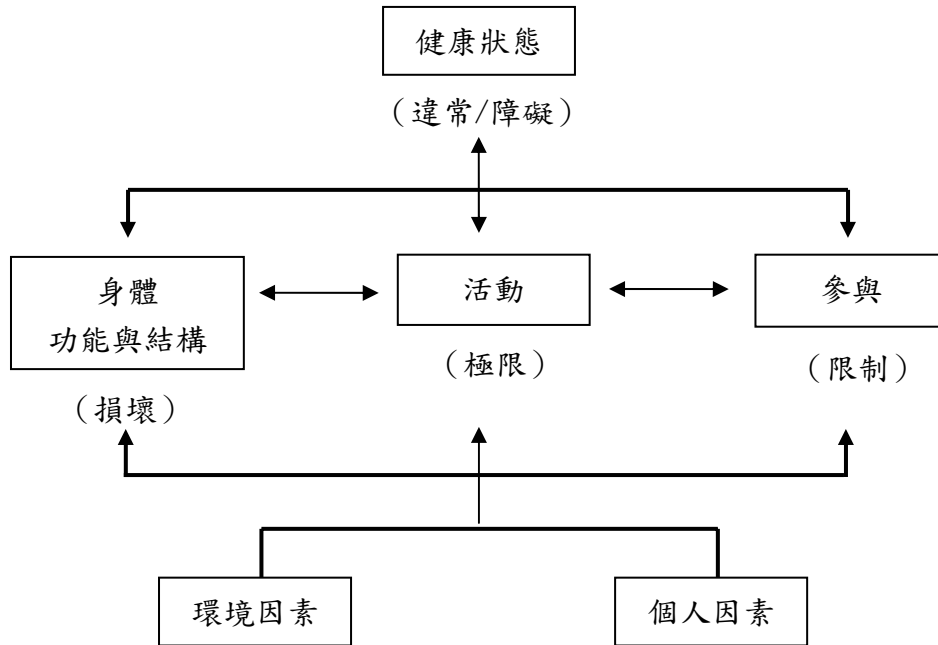 健康狀態
（違常/障礙）
身體
功能與結構
活動
參與
（損壞）
（極限）
（限制）
環境因素
個人因素